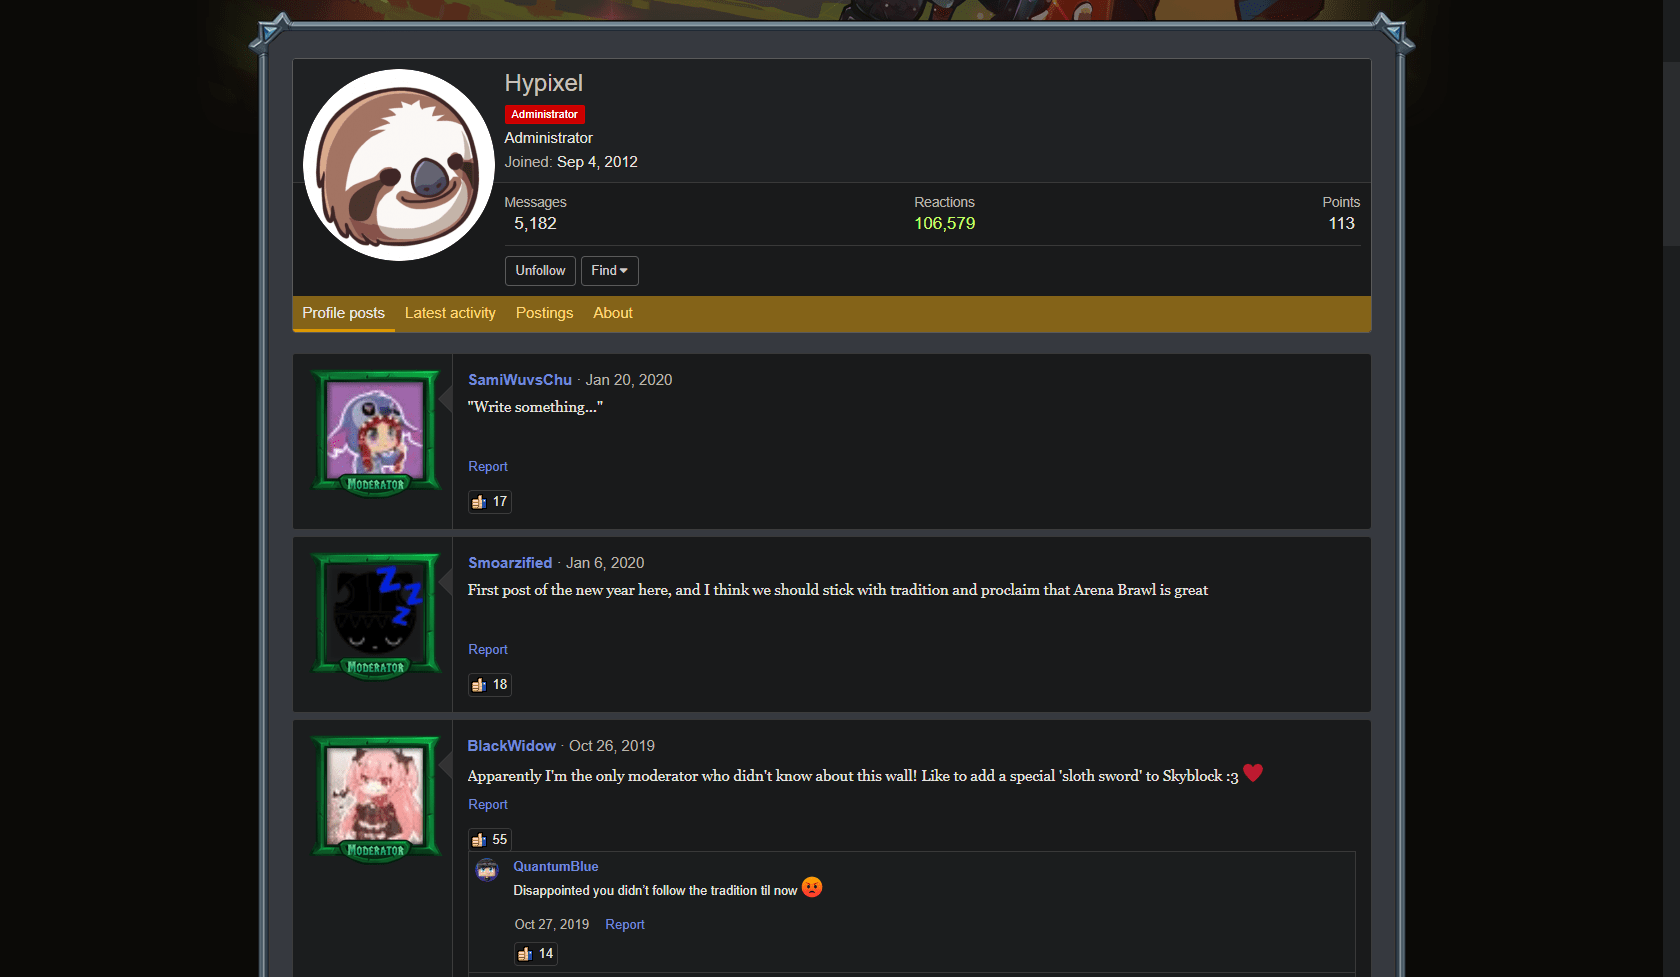 Hypixel
Administrator
Administrator
Joined: Sep 4, 2012
Messages Reactions Points
5,182 106,579 113
Unfollow Find
Profile posts Latest activity Postings About
SamiWuvsChu · Jan 20, 2020
"Write something..."
MODERATOR
Report
17
Smoarzified · Jan 6, 2020
First post of the new year here, and I think we should stick with tradition and proclaim that Arena Brawl is great
Report
MODERATOR
18
BlackWidow · Oct 26, 2019
Apparently I'm the only moderator who didn't know about this wall! Like to add a special 'sloth sword' to Skyblock :3
Report
MODERATOR
55
QuantumBlue
Disappointed you didn't follow the tradition til now
Oct 27, 2019 Report
14